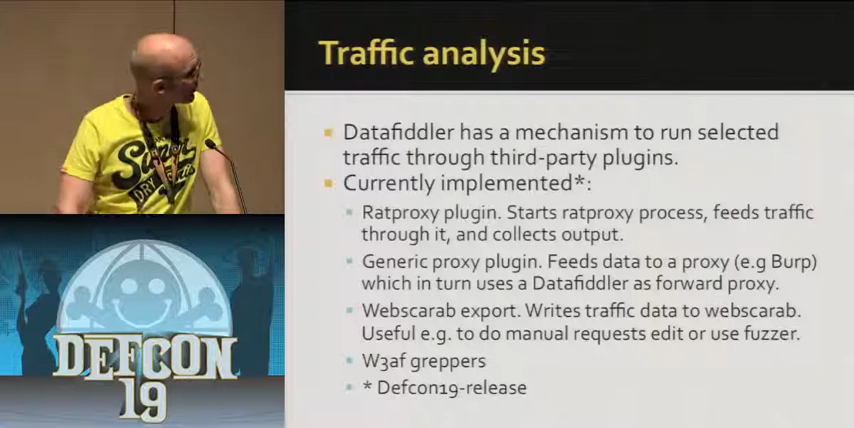 Traffic analysis
Datafiddler has a mechanism to run selected
traffic through third-party plugins.
Currently implemented*:
Ratproxy plugin. Starts ratproxy process, feeds traffic
through it, and collects output.
Generic proxy plugin. Feeds data to a proxy (e.g Burp)
which in turn uses a Datafiddler as forward proxy.
Webscarab export. Writes traffic data to webscarab.
Useful e.g. to do manual requests edit or use fuzzer.
W3af greppers
* Defcon19-release
DEFCON
19